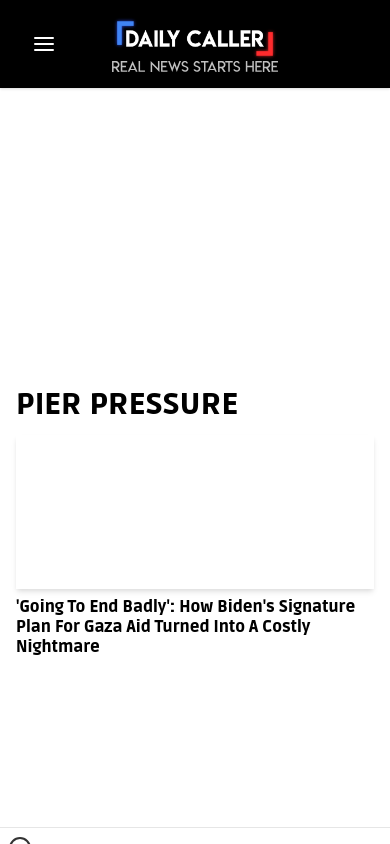 DAILY CALLER
REAL NEWS STARTS HERE
PIER PRESSURE
'Going To End Badly': How Biden's Signature
Plan For Gaza Aid Turned Into A Costly
Nightmare